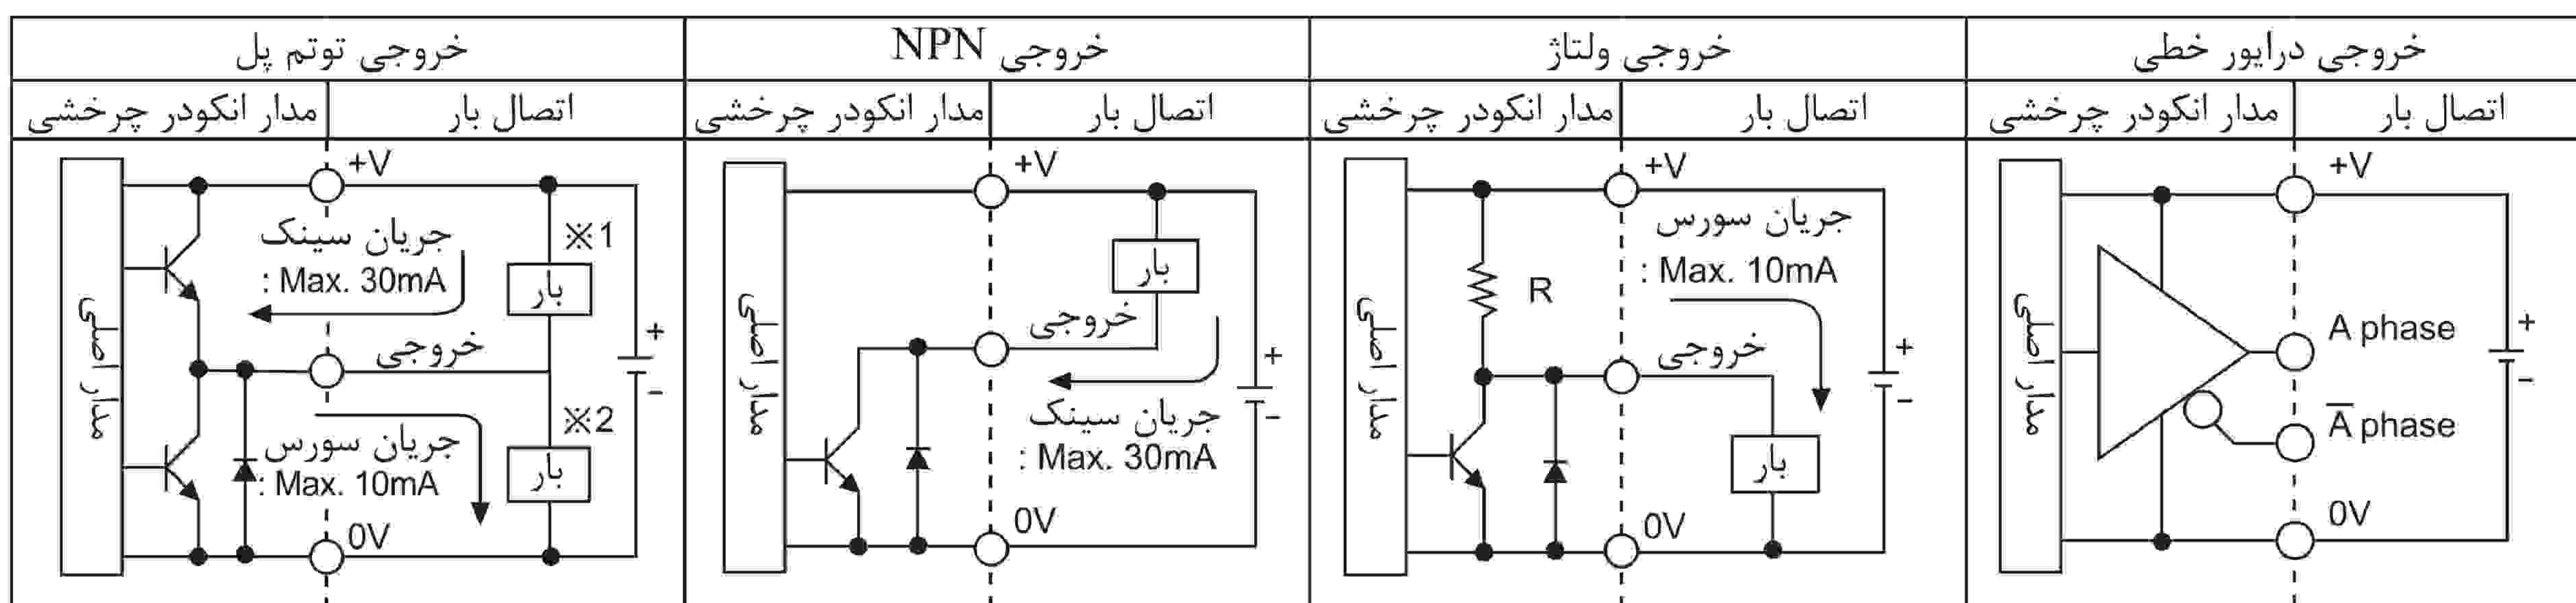 خروجی توتم پل
مدار انکودر چرخشی
اتصال بار
+V
جریان سینک
: Max. 30mA
※1
بار
مدار اصلی
خروجی
+
-
※2
جریان سورس
: Max. 10mA
بار
0V
خروجی NPN
مدار انکودر چرخشی
اتصال بار
+V
بار
مدار اصلی
خروجی
+
-
جریان سینک
: Max. 30mA
0V
خروجی ولتاژ
مدار انکودر چرخشی
اتصال بار
+V
جریان سورس
: Max. 10mA
R
مدار اصلی
خروجی
+
-
بار
0V
خروجی درایور خطی
مدار انکودر چرخشی
اتصال بار
+V
مدار اصلی
A phase
+
-
A̅ phase
0V